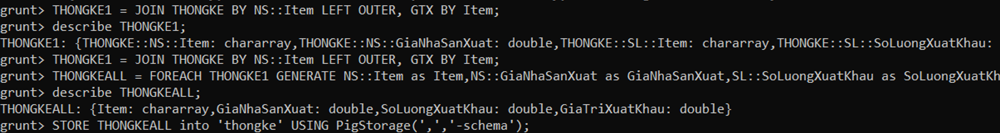 grunt> THONGKE1 = JOIN THONGKE BY NS::Item LEFT OUTER, GTX BY Item;
grunt> describe THONGKE1;
THONGKE1: {THONGKE::NS::Item: chararray,THONGKE::NS::GiaNhaSanXuat: double,THONGKE::SL::Item: chararray,THONGKE::SL::SoLuongXuatKhau:
grunt> THONGKE1 = JOIN THONGKE BY NS::Item LEFT OUTER, GTX BY Item;
grunt> THONGKEALL = FOREACH THONGKE1 GENERATE NS::Item as Item,NS::GiaNhaSanXuat as GiaNhaSanXuat,SL::SoLuongXuatKhau as SoLuongXuatKh
grunt> describe THONGKEALL;
THONGKEALL: {Item: chararray,GiaNhaSanXuat: double,SoLuongXuatKhau: double,GiaTriXuatKhau: double}
grunt> STORE THONGKEALL into 'thongke' USING PigStorage(',','-schema');